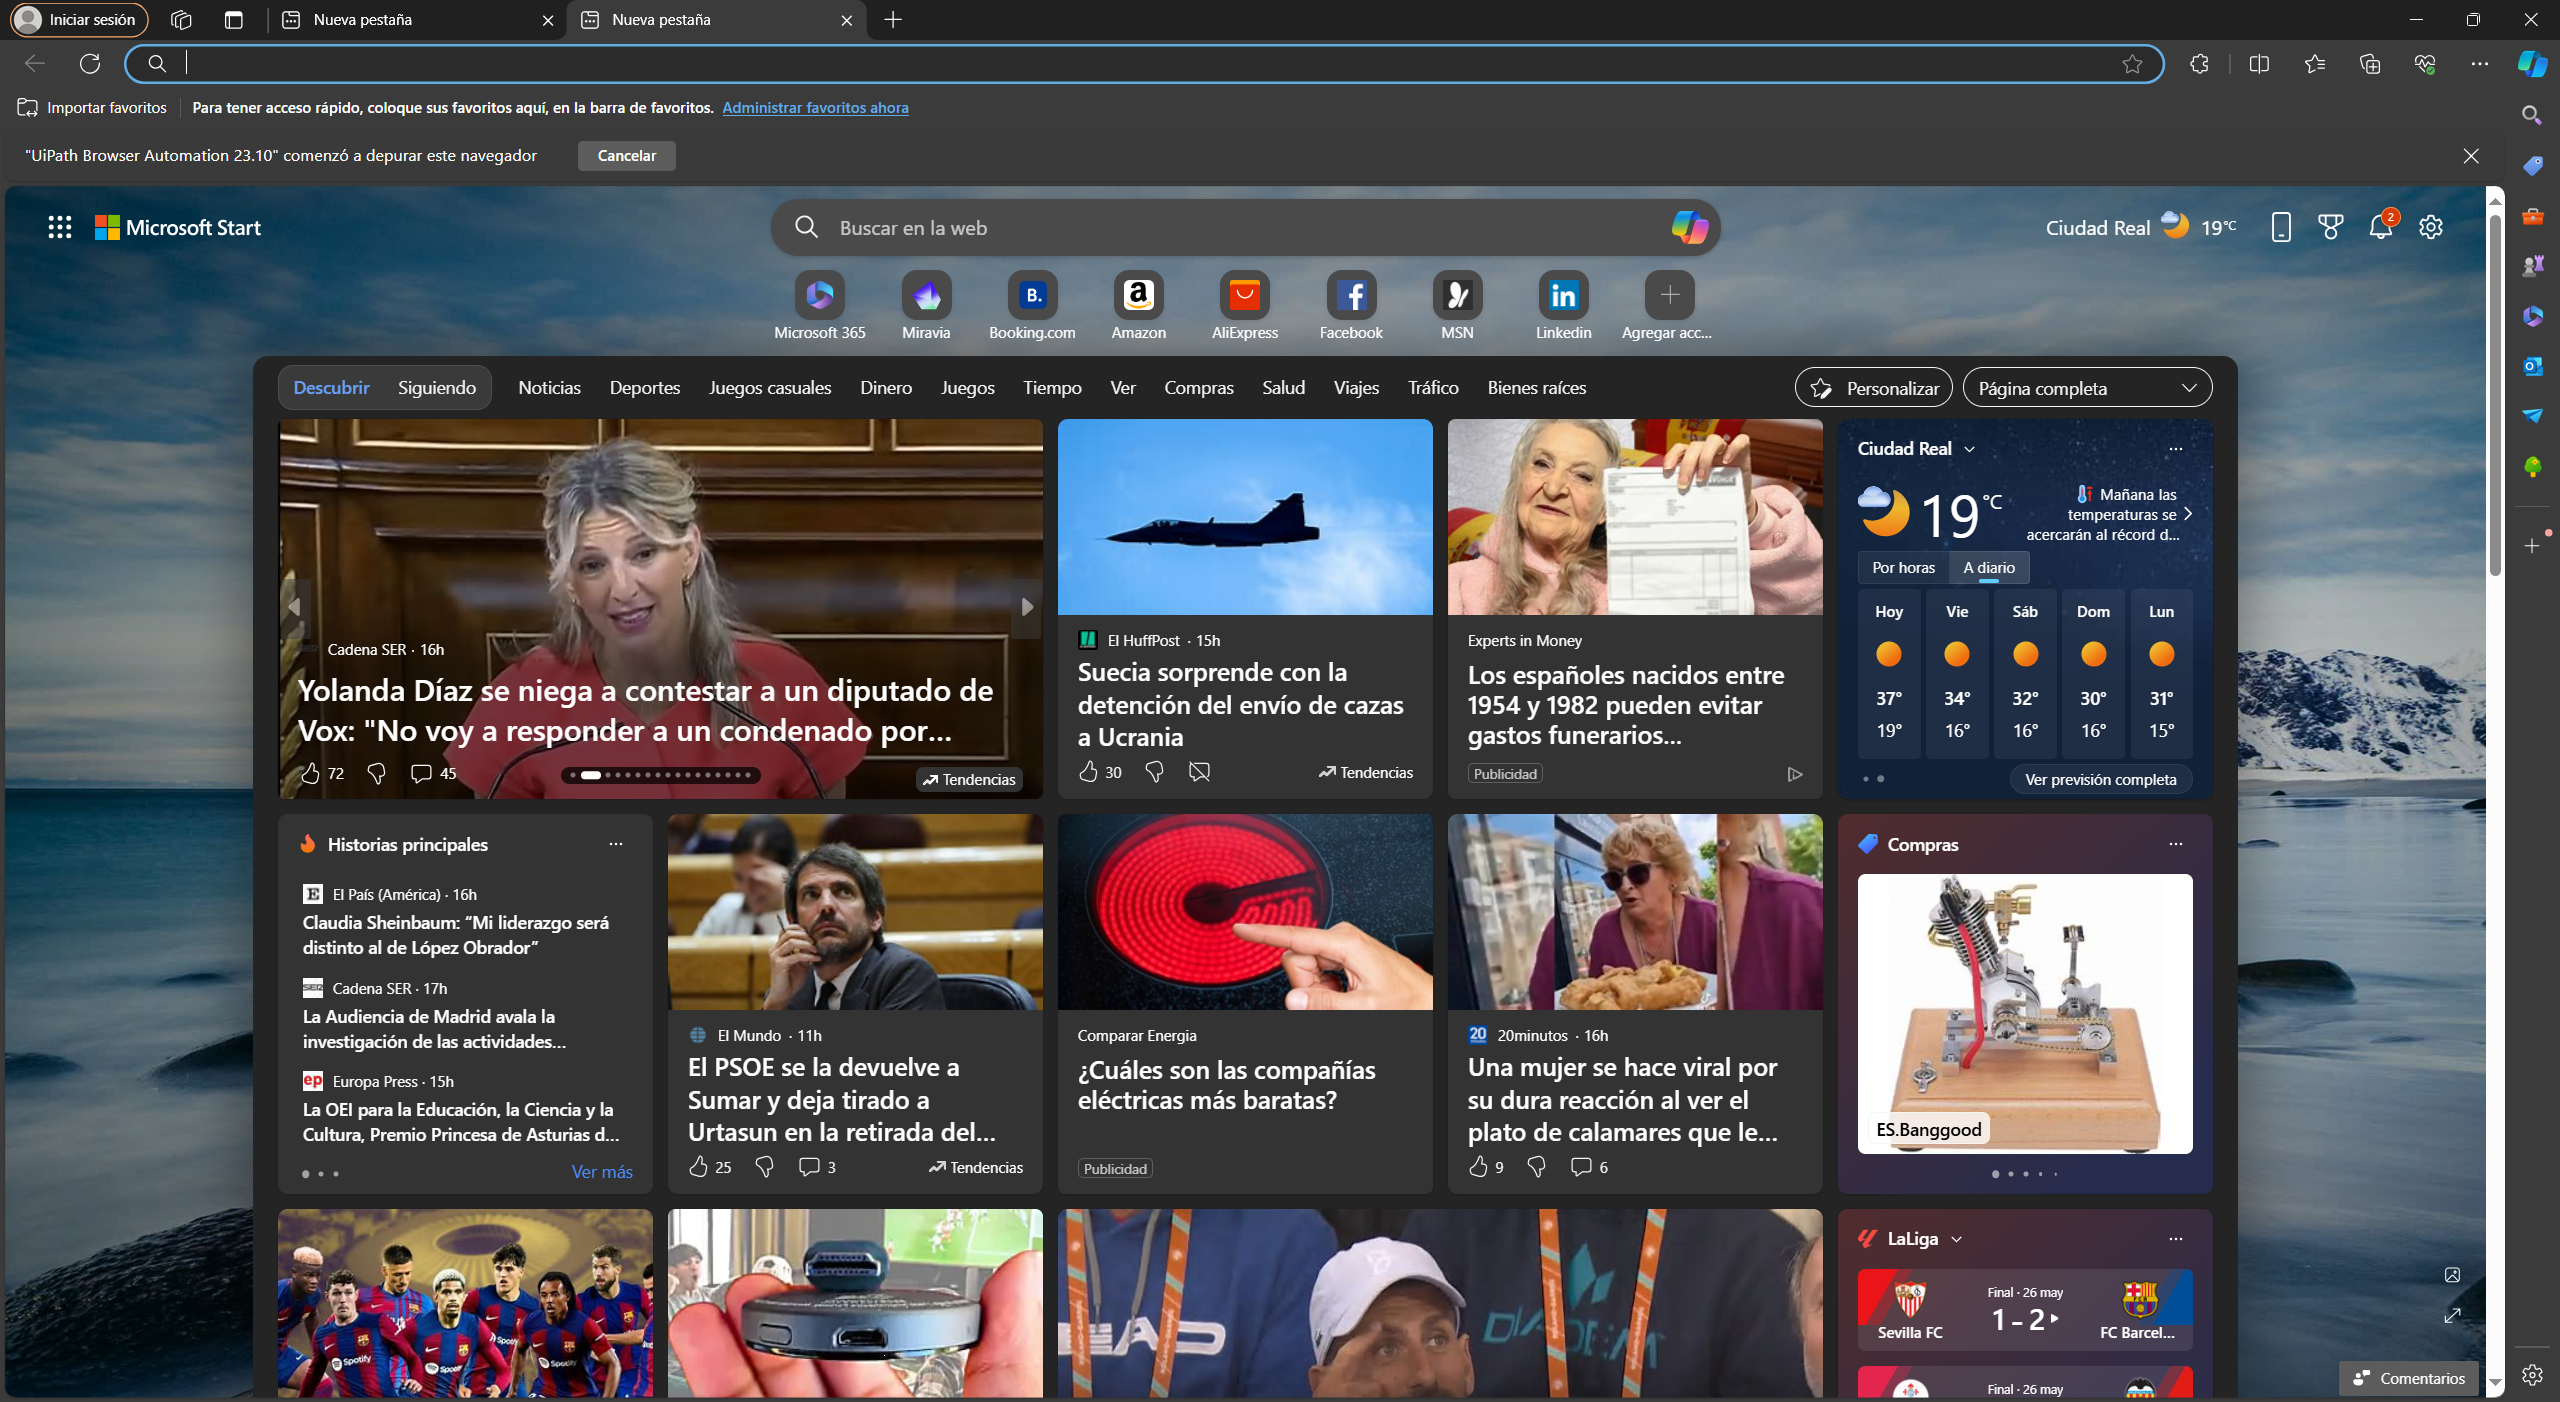 Iniciar sesión
Nueva pestaña
Nueva pestaña
Importar favoritos
Para tener acceso rápido, coloque sus favoritos aquí, en la barra de favoritos. Administrar favoritos ahora
"UiPath Browser Automation 23.10" comenzó a depurar este navegador
Cancelar
Microsoft Start
Buscar en la web
Ciudad Real 19°C
2
Microsoft 365
Miravia
Booking.com
Amazon
AliExpress
Facebook
MSN
Linkedin
Agregar acc...
Descubrir Siguiendo Noticias Deportes Juegos casuales Dinero Juegos Tiempo Ver Compras Salud Viajes Tráfico Bienes raíces
Personalizar
Página completa
Cadena SER · 16h
Yolanda Díaz se niega a contestar a un diputado de
Vox: "No voy a responder a un condenado por...
72
45
Tendencias
El HuffPost · 15h
Suecia sorprende con la
detención del envío de cazas
a Ucrania
30
Tendencias
Experts in Money
Los españoles nacidos entre
1954 y 1982 pueden evitar
gastos funerarios...
Publicidad
Ciudad Real
19 °C
Mañana las
temperaturas se
acercarán al récord d...
Por horas A diario
Hoy Vie Sáb Dom Lun
37° 34° 32° 30° 31°
19° 16° 16° 16° 15°
Ver previsión completa
Historias principales
El País (América) · 16h
Claudia Sheinbaum: “Mi liderazgo será
distinto al de López Obrador”
Cadena SER · 17h
La Audiencia de Madrid avala la
investigación de las actividades...
ep Europa Press · 15h
La OEI para la Educación, la Ciencia y la
Cultura, Premio Princesa de Asturias d...
Ver más
El Mundo · 11h
El PSOE se la devuelve a
Sumar y deja tirado a
Urtasun en la retirada del...
25
3
Tendencias
Comparar Energia
¿Cuáles son las compañías
eléctricas más baratas?
Publicidad
20 20minutos · 16h
Una mujer se hace viral por
su dura reacción al ver el
plato de calamares que le...
9
6
Compras
ES.Banggood
LaLiga
Final · 26 may
1 - 2
Sevilla FC
FC Barcel...
Final · 26 may
Comentarios